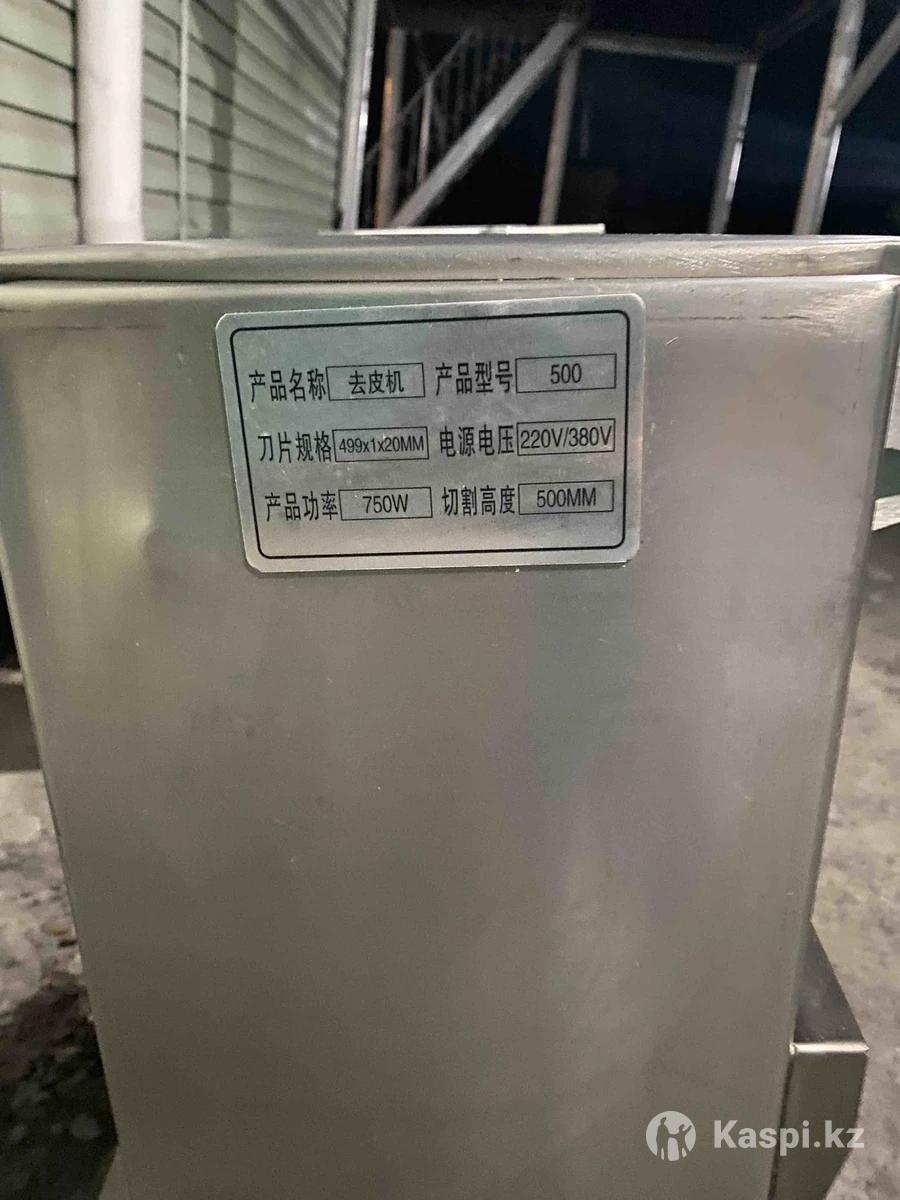 产品名称 去皮机 产品型号 500
刀片规格 499x1x20MM 电源电压 220V/380V
产品功率 750W 切割高度 500MM
Kaspi.kz